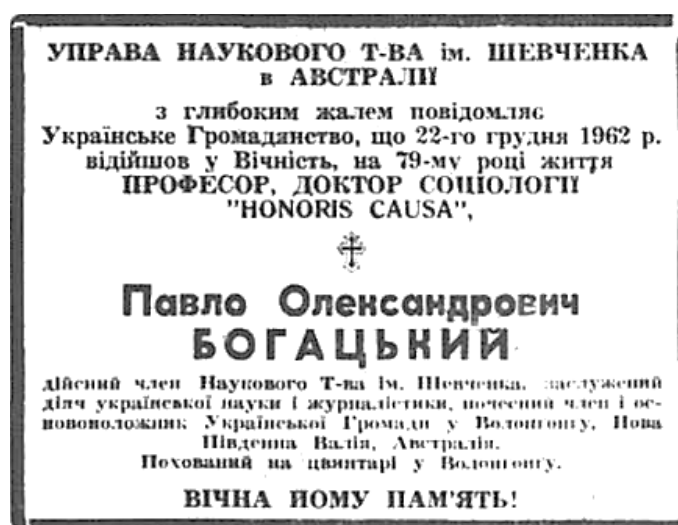 УПРАВА НАУКОВОГО Т-ВА ім. ШЕВЧЕНКА
в АВСТРАЛІЇ
з глибоким жалем повідомляє
Українське Громадянство, що 22-го грудня 1962 р.
відійшов у Вічність, на 79-му році життя
ПРОФЕСОР, ДОКТОР СОЦІОЛОГІЇ
"HONORIS CAUSA",
Павло Олександрович
БОГАЦЬКИЙ
дійсний член Наукового Т-ва ім. Шевченка, заслужений
діяч української науки і журналістики, почесний член і ос-
новоположник Української Громади у Волонгонгу, Нова
Південна Валія, Австралія.
Похований на цвинтарі у Волонгонгу.
ВІЧНА ЙОМУ ПАМ'ЯТЬ!